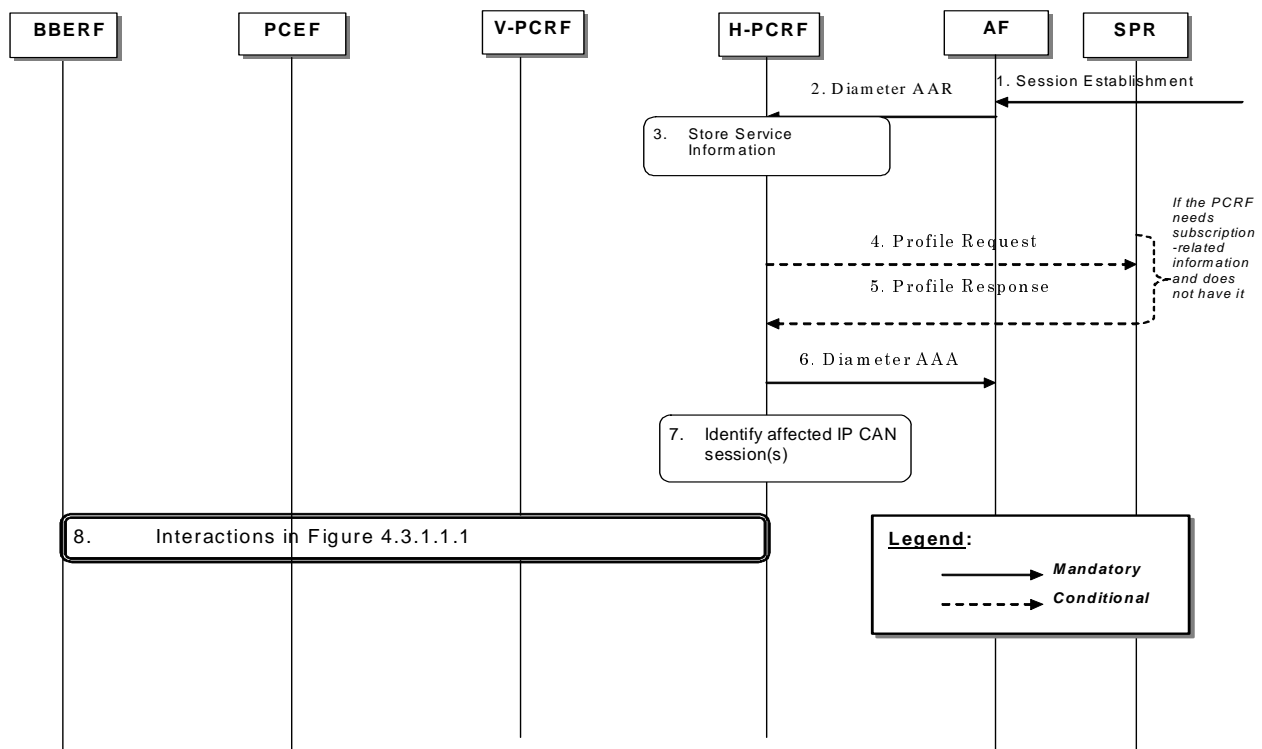 BBERF
PCEF
V-PCRF
H-PCRF
AF
SPR
1. Session Establishment
2. Diameter AAR
3. Store Service
Information
If the PCRF
needs
subscription
-related
information
and does
not have it
4. Profile Request
5. Profile Response
6. Diameter AAA
7. Identify affected IP CAN
session(s)
8. Interactions in Figure 4.3.1.1.1
Legend:
Mandatory
Conditional